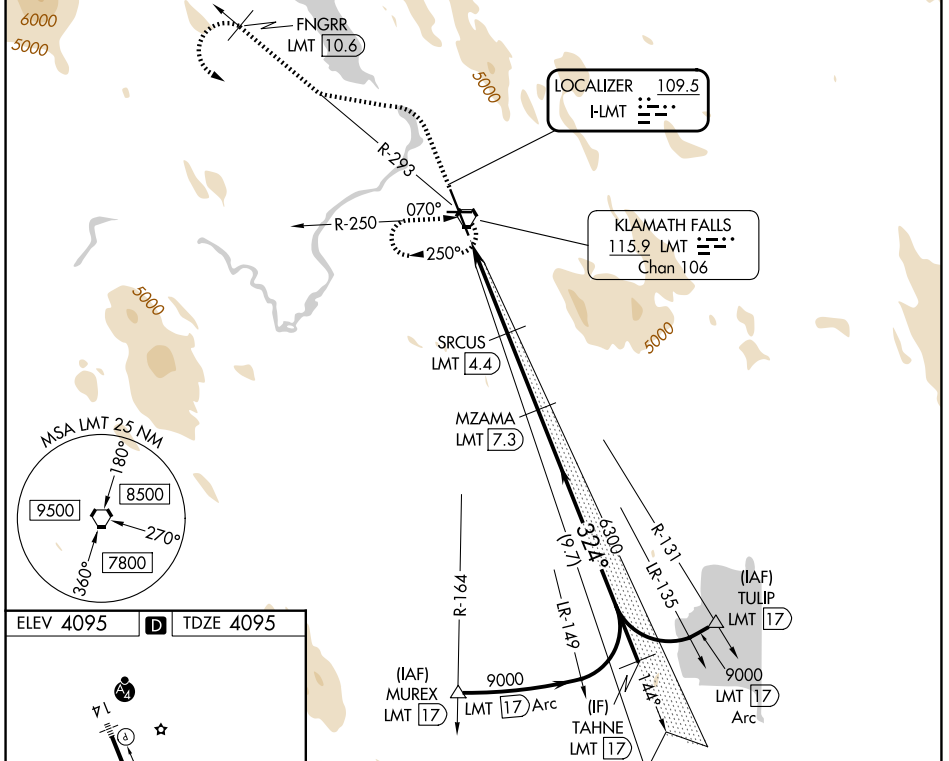 6000
5000
FNGRR
LMT 10.6
5000
LOCALIZER 109.5
I-LMT
R-293
070°
R-250
250°
KLAMATH FALLS
115.9 LMT
Chan 106
5000
5000
SRCUS
LMT 4.4
MZAMA
LMT 7.3
MSA LMT 25 NM
180°
8500
9500
270°
7800
360°
R-131
6300
324°
(9.7)
LR-135
R-164
LR-149
(IAF)
TULIP
LMT 17
9000
LMT 17
Arc
(IAF)
MUREX
LMT 17
9000
LMT 17 Arc
144°
(IF)
TAHNE
LMT 17
ELEV 4095 D TDZE 4095
A4
14
P